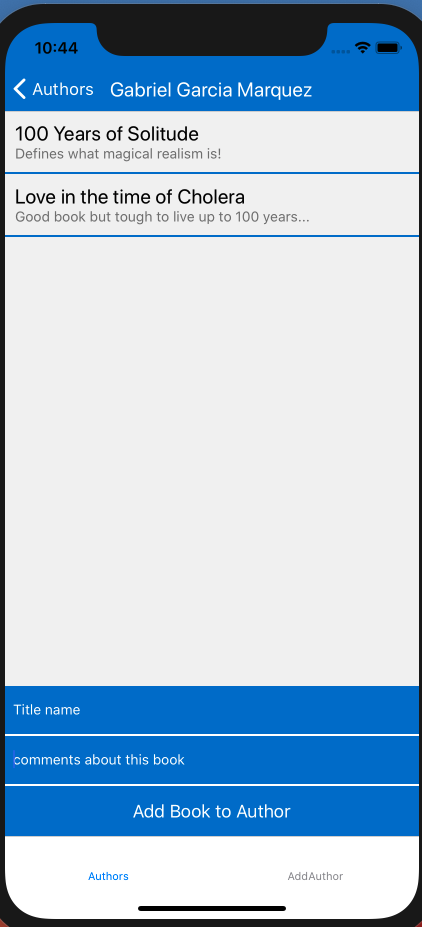 10:44
Authors Gabriel Garcia Marquez
100 Years of Solitude
Defines what magical realism is!
Love in the time of Cholera
Good book but tough to live up to 100 years...
Title name
comments about this book
Add Book to Author
Authors AddAuthor